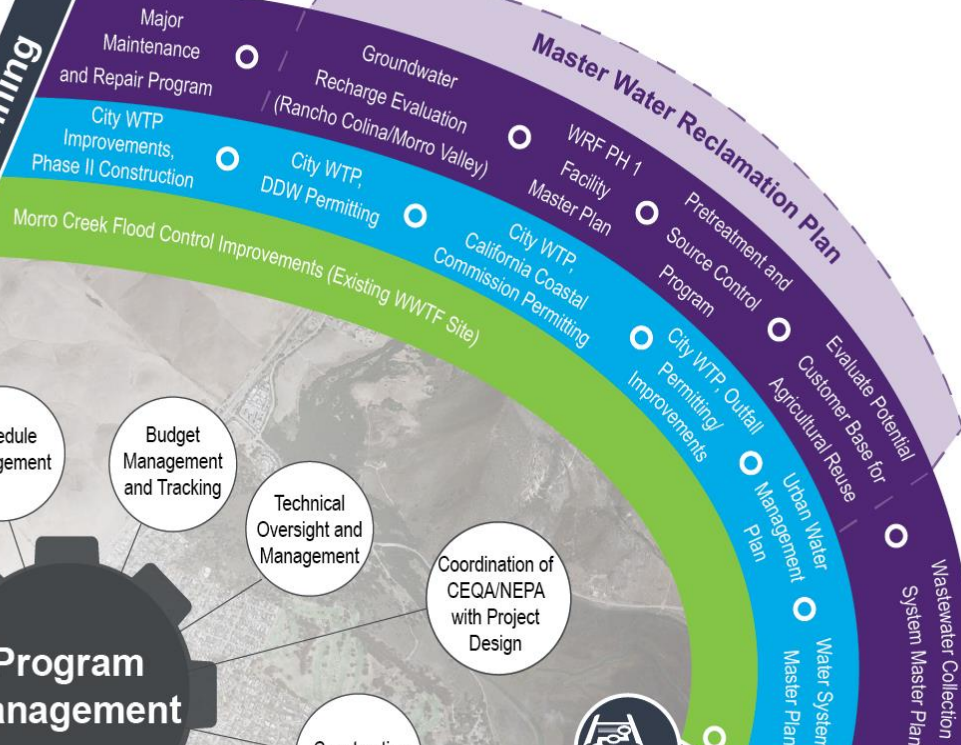 Master Water Reclamation Plan
Major
Maintenance
and Repair Program
Groundwater
Recharge Evaluation
(Rancho Colina/Morro Valley)
WRF PH 1
Facility
Master Plan
Pretreatment and
Source Control
Program
Evaluate Potential
Customer Base for
Agricultural Reuse
Wastewater Collection
System Master Plan
City WTP
Improvements,
Phase II Construction
City WTP,
DDW Permitting
City WTP,
California Coastal
Commission Permitting
City WTP, Outfall
Permitting/
Improvements
Urban Water
Management
Plan
Water System
Master Plan
Morro Creek Flood Control Improvements (Existing WWTF Site)
Budget
Management
and Tracking
Technical
Oversight and
Management
Coordination of
CEQA/NEPA
with Project
Design
Program